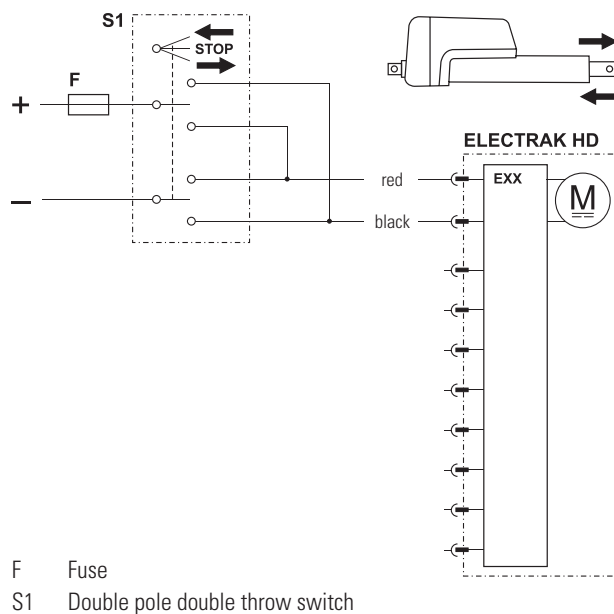 S1
STOP
F
+
−
ELECTRAK HD
red
EXX
M
black
F Fuse
S1 Double pole double throw switch